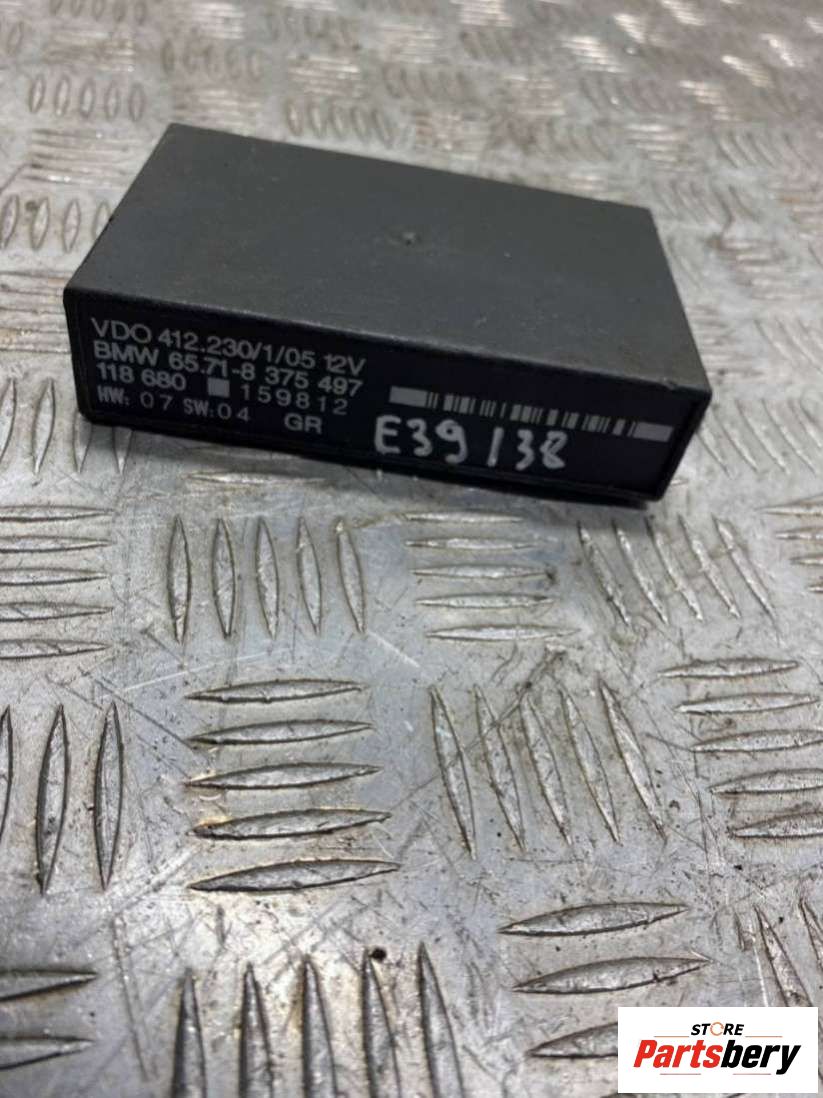 VDO 412.230/1/05 12V
BMW 65.71-8 375 497
118 680 159812
HW: 07 SW:04 GR
E39 / 38
STORE
Partsbery